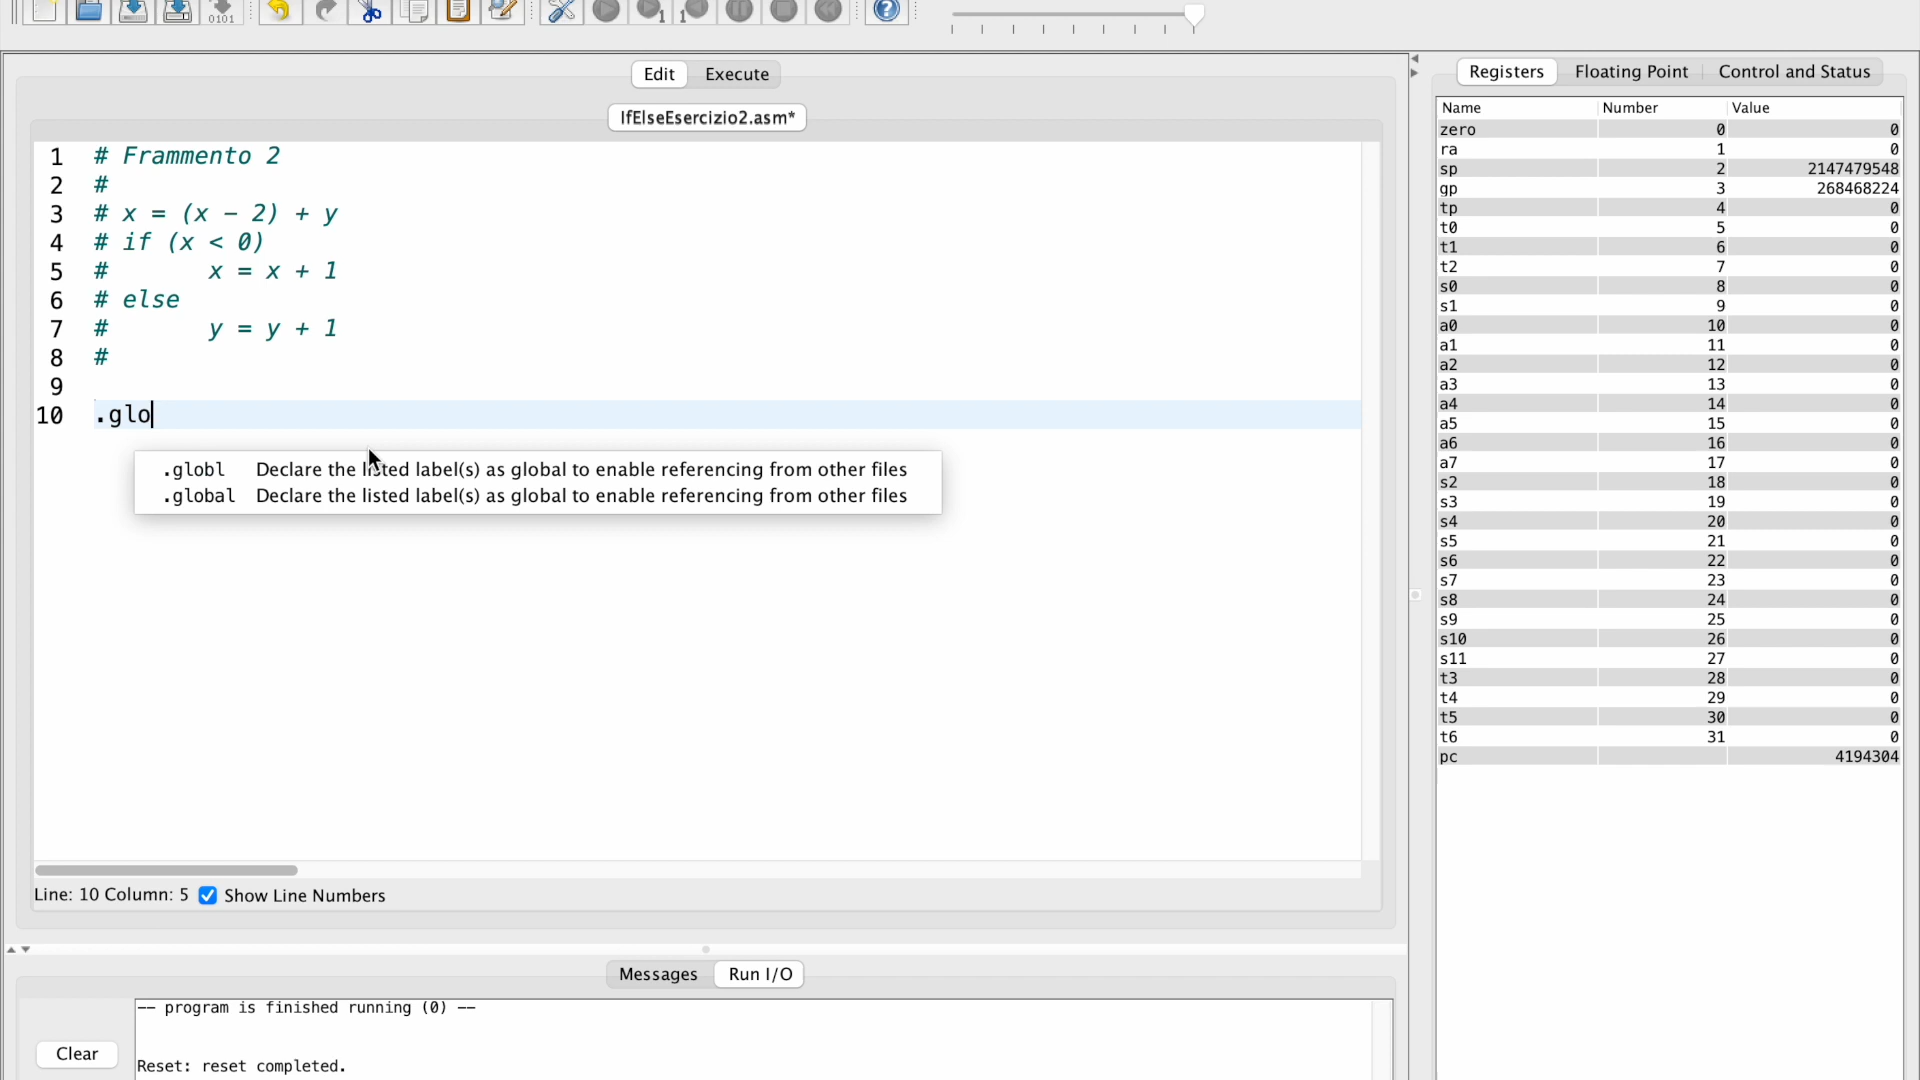 0101
1
1
Edit Execute
IfElseEsercizio2.asm*
1 # Frammento 2
2 #
3 # x = (x - 2) + y
4 # if (x < 0)
5 #       x = x + 1
6 # else
7 #       y = y + 1
8 #
9
10 .glo
.globl Declare the listed label(s) as global to enable referencing from other files
.global Declare the listed label(s) as global to enable referencing from other files
Line: 10 Column: 5 Show Line Numbers
Messages Run I/O
-- program is finished running (0) --
Clear
Reset: reset completed.
Registers Floating Point Control and Status
Name Number Value
zero 0 0
ra 1 0
sp 2 2147479548
gp 3 268468224
tp 4 0
t0 5 0
t1 6 0
t2 7 0
s0 8 0
s1 9 0
a0 10 0
a1 11 0
a2 12 0
a3 13 0
a4 14 0
a5 15 0
a6 16 0
a7 17 0
s2 18 0
s3 19 0
s4 20 0
s5 21 0
s6 22 0
s7 23 0
s8 24 0
s9 25 0
s10 26 0
s11 27 0
t3 28 0
t4 29 0
t5 30 0
t6 31 0
pc 4194304